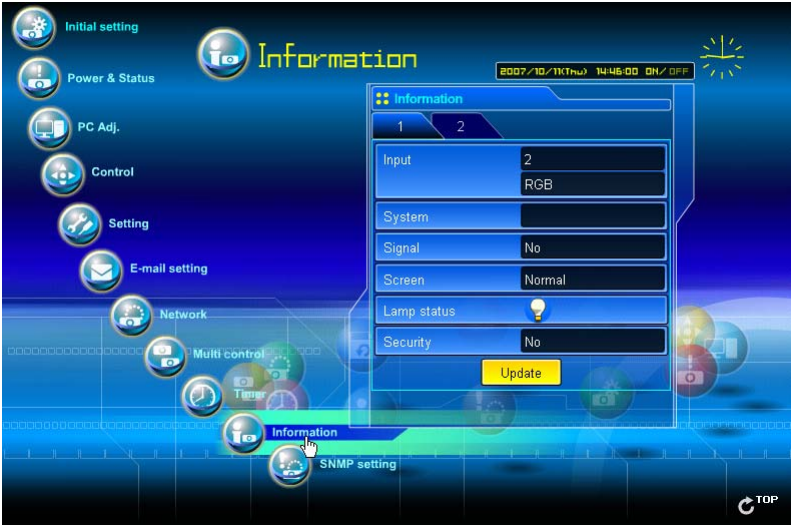 Initial setting
Power & Status
PC Adj.
Control
Setting
E-mail setting
Network
Multi control
Timer
Information
SNMP setting
Information
2007/10/11(Thu) 14:46:00 ON/OFF
Information
1 2
Input 2
RGB
System
Signal No
Screen Normal
Lamp status
Security No
Update
TOP